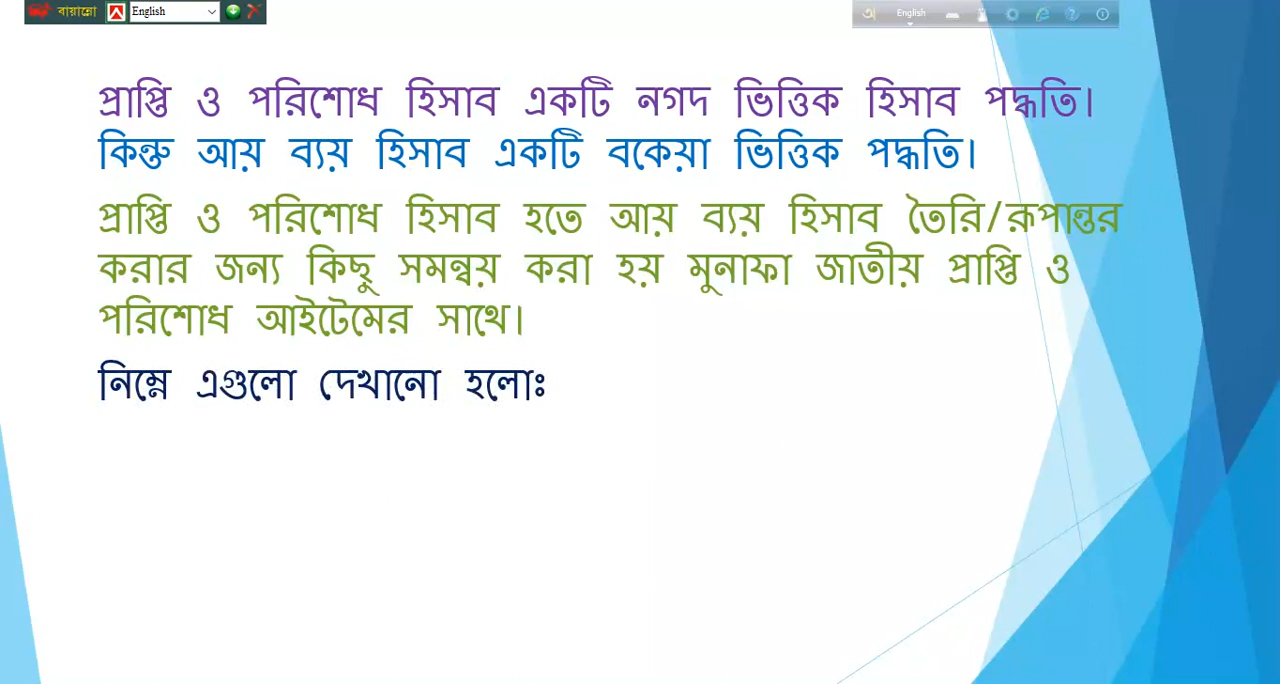 বায়ান্নো English
অ English
প্রাপ্তি ও পরিশোধ হিসাব একটি নগদ ভিত্তিক হিসাব পদ্ধতি।
কিন্তু আয় ব্যয় হিসাব একটি বকেয়া ভিত্তিক পদ্ধতি।
প্রাপ্তি ও পরিশোধ হিসাব হতে আয় ব্যয় হিসাব তৈরি/রূপান্তর
করার জন্য কিছু সমন্বয় করা হয় মুনাফা জাতীয় প্রাপ্তি ও
পরিশোধ আইটেমের সাথে।
নিম্নে এগুলো দেখানো হলোঃ